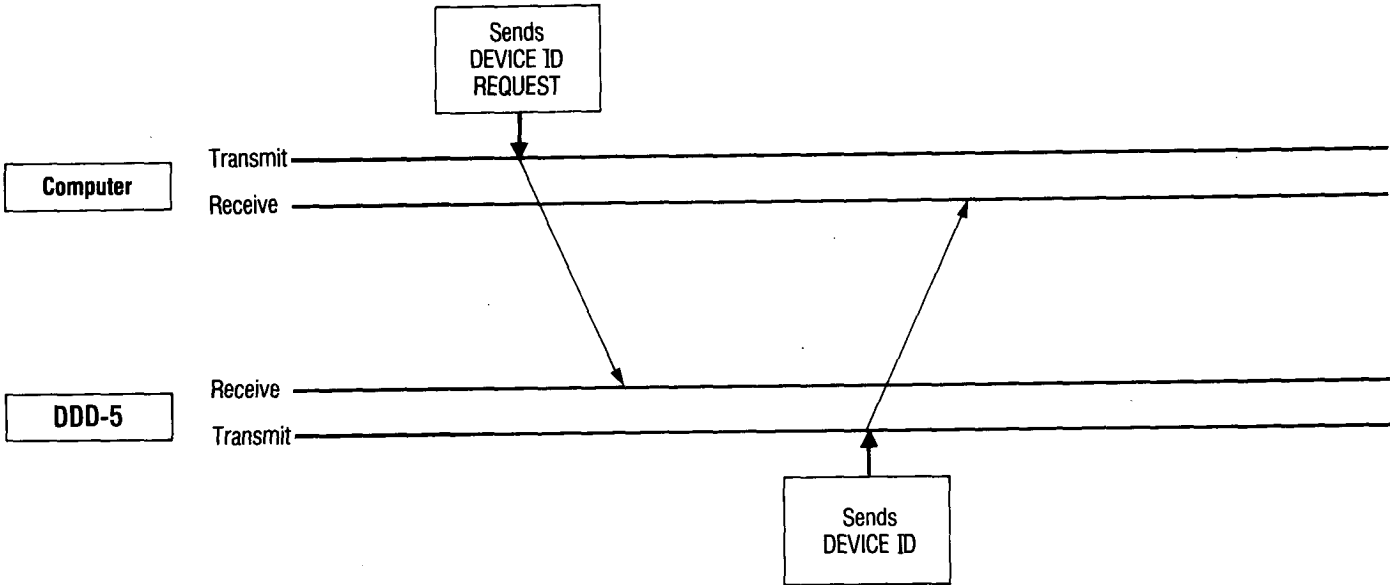 Sends
DEVICE ID
REQUEST
Transmit
Computer
Receive
Receive
DDD-5
Transmit
Sends
DEVICE ID